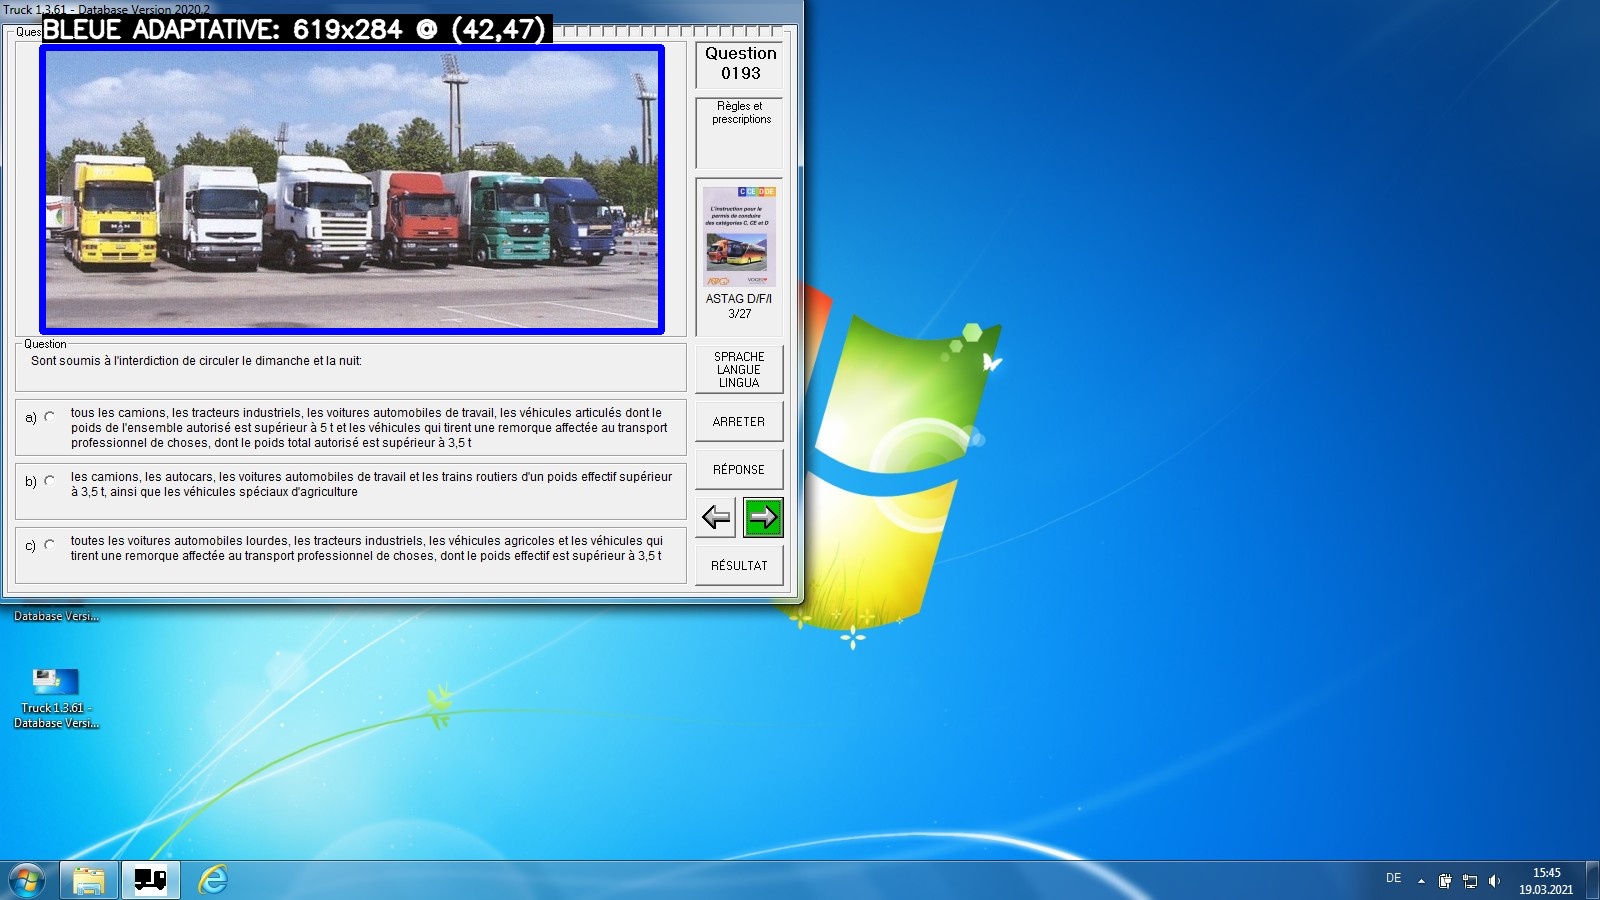 Truck 1.3.61 - Database Version 2020.2
BLEUE ADAPTATIVE: 619x284 @ (42,47)
Question
0193
Règles et
prescriptions
C CE D DE
L'instruction pour le
permis de conduire
des catégories C, CE et D
MAN
SCANIA
ASTAG D/F/I
3/27
Question
Sont soumis à l'interdiction de circuler le dimanche et la nuit:
SPRACHE
LANGUE
LINGUA
a) tous les camions, les tracteurs industriels, les voitures automobiles de travail, les véhicules articulés dont le
poids de l'ensemble autorisé est supérieur à 5 t et les véhicules qui tirent une remorque affectée au transport
professionnel de choses, dont le poids total autorisé est supérieur à 3,5 t
ARRETER
b) les camions, les autocars, les voitures automobiles de travail et les trains routiers d'un poids effectif supérieur
à 3,5 t, ainsi que les véhicules spéciaux d'agriculture
RÉPONSE
c) toutes les voitures automobiles lourdes, les tracteurs industriels, les véhicules agricoles et les véhicules qui
tirent une remorque affectée au transport professionnel de choses, dont le poids effectif est supérieur à 3,5 t
RÉSULTAT
Database Versi...
Truck 1.3.61 -
Database Versi...
DE
15:45
19.03.2021